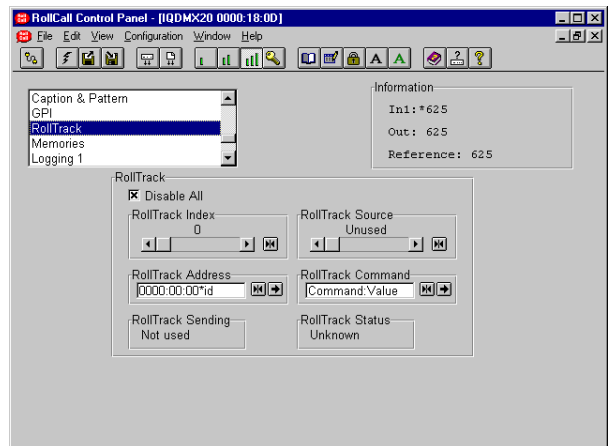 RollCall Control Panel - [IQDMX20 0000:18:0D]
File Edit View Configuration Window Help
A A
Caption & Pattern
GPI
RollTrack
Memories
Logging 1
Information
In1:*625
Out: 625
Reference: 625
RollTrack
Disable All
RollTrack Index
0
RollTrack Source
Unused
RollTrack Address
0000:00:00*id
RollTrack Command
Command:Value
RollTrack Sending
Not used
RollTrack Status
Unknown